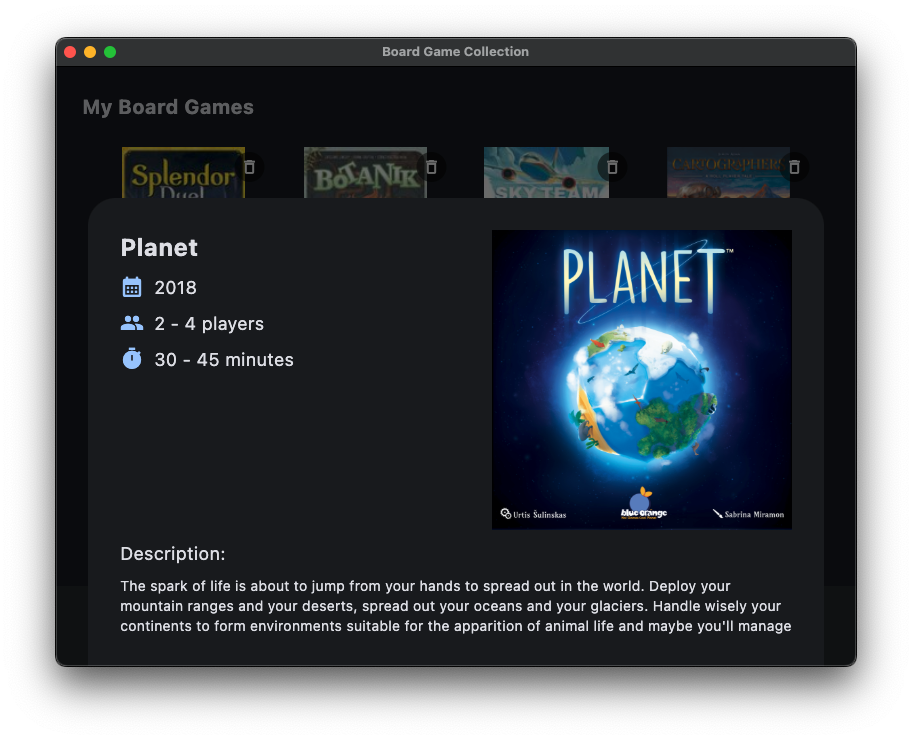 Board Game Collection
My Board Games
Splendor
Duel
BOTANIK
SKY TEAM
CARTOGRAPHERS
Planet
2018
2 - 4 players
30 - 45 minutes
PLANET™
Urtis Šulinskas
blue orange
Sabrina Miramon
Description:
The spark of life is about to jump from your hands to spread out in the world. Deploy your
mountain ranges and your deserts, spread out your oceans and your glaciers. Handle wisely your
continents to form environments suitable for the apparition of animal life and maybe you'll manage